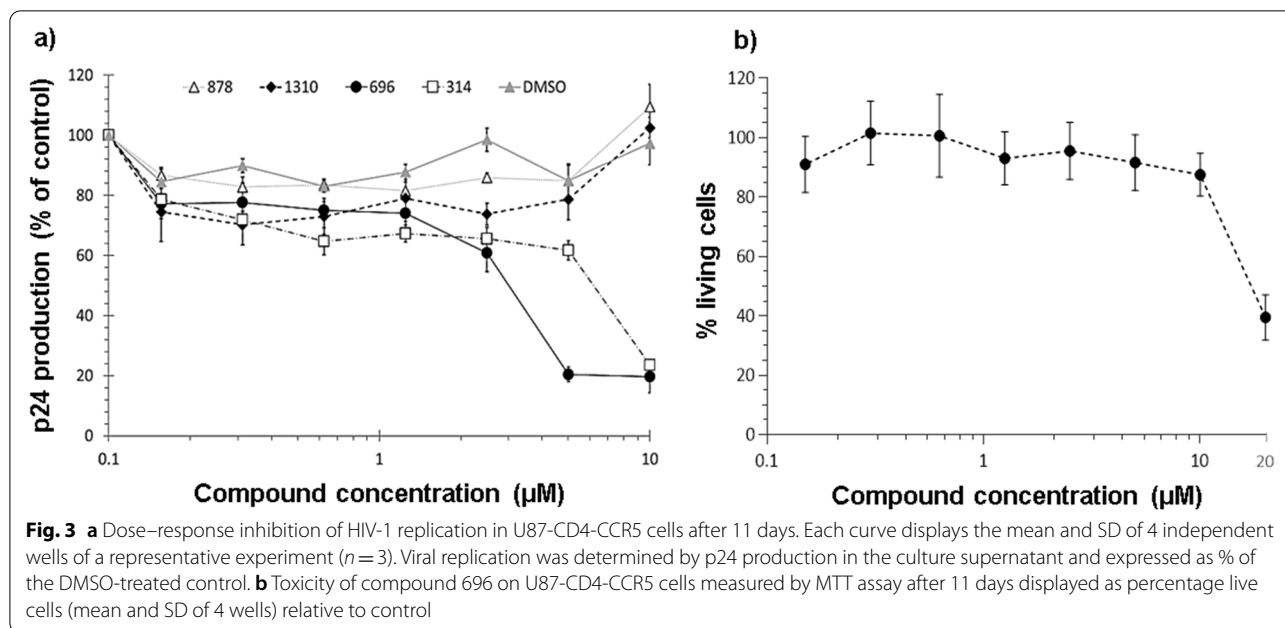 a)
878 1310 696 314 DMSO
p24 production (% of control)
120
100
80
60
40
20
0
0.1 1 10
Compound concentration (µM)
b)
% living cells
120
100
80
60
40
20
0
0.1 1 10 20
Compound concentration (µM)
Fig. 3 a Dose–response inhibition of HIV-1 replication in U87-CD4-CCR5 cells after 11 days. Each curve displays the mean and SD of 4 independent
wells of a representative experiment (n = 3). Viral replication was determined by p24 production in the culture supernatant and expressed as % of
the DMSO-treated control. b Toxicity of compound 696 on U87-CD4-CCR5 cells measured by MTT assay after 11 days displayed as percentage live
cells (mean and SD of 4 wells) relative to control